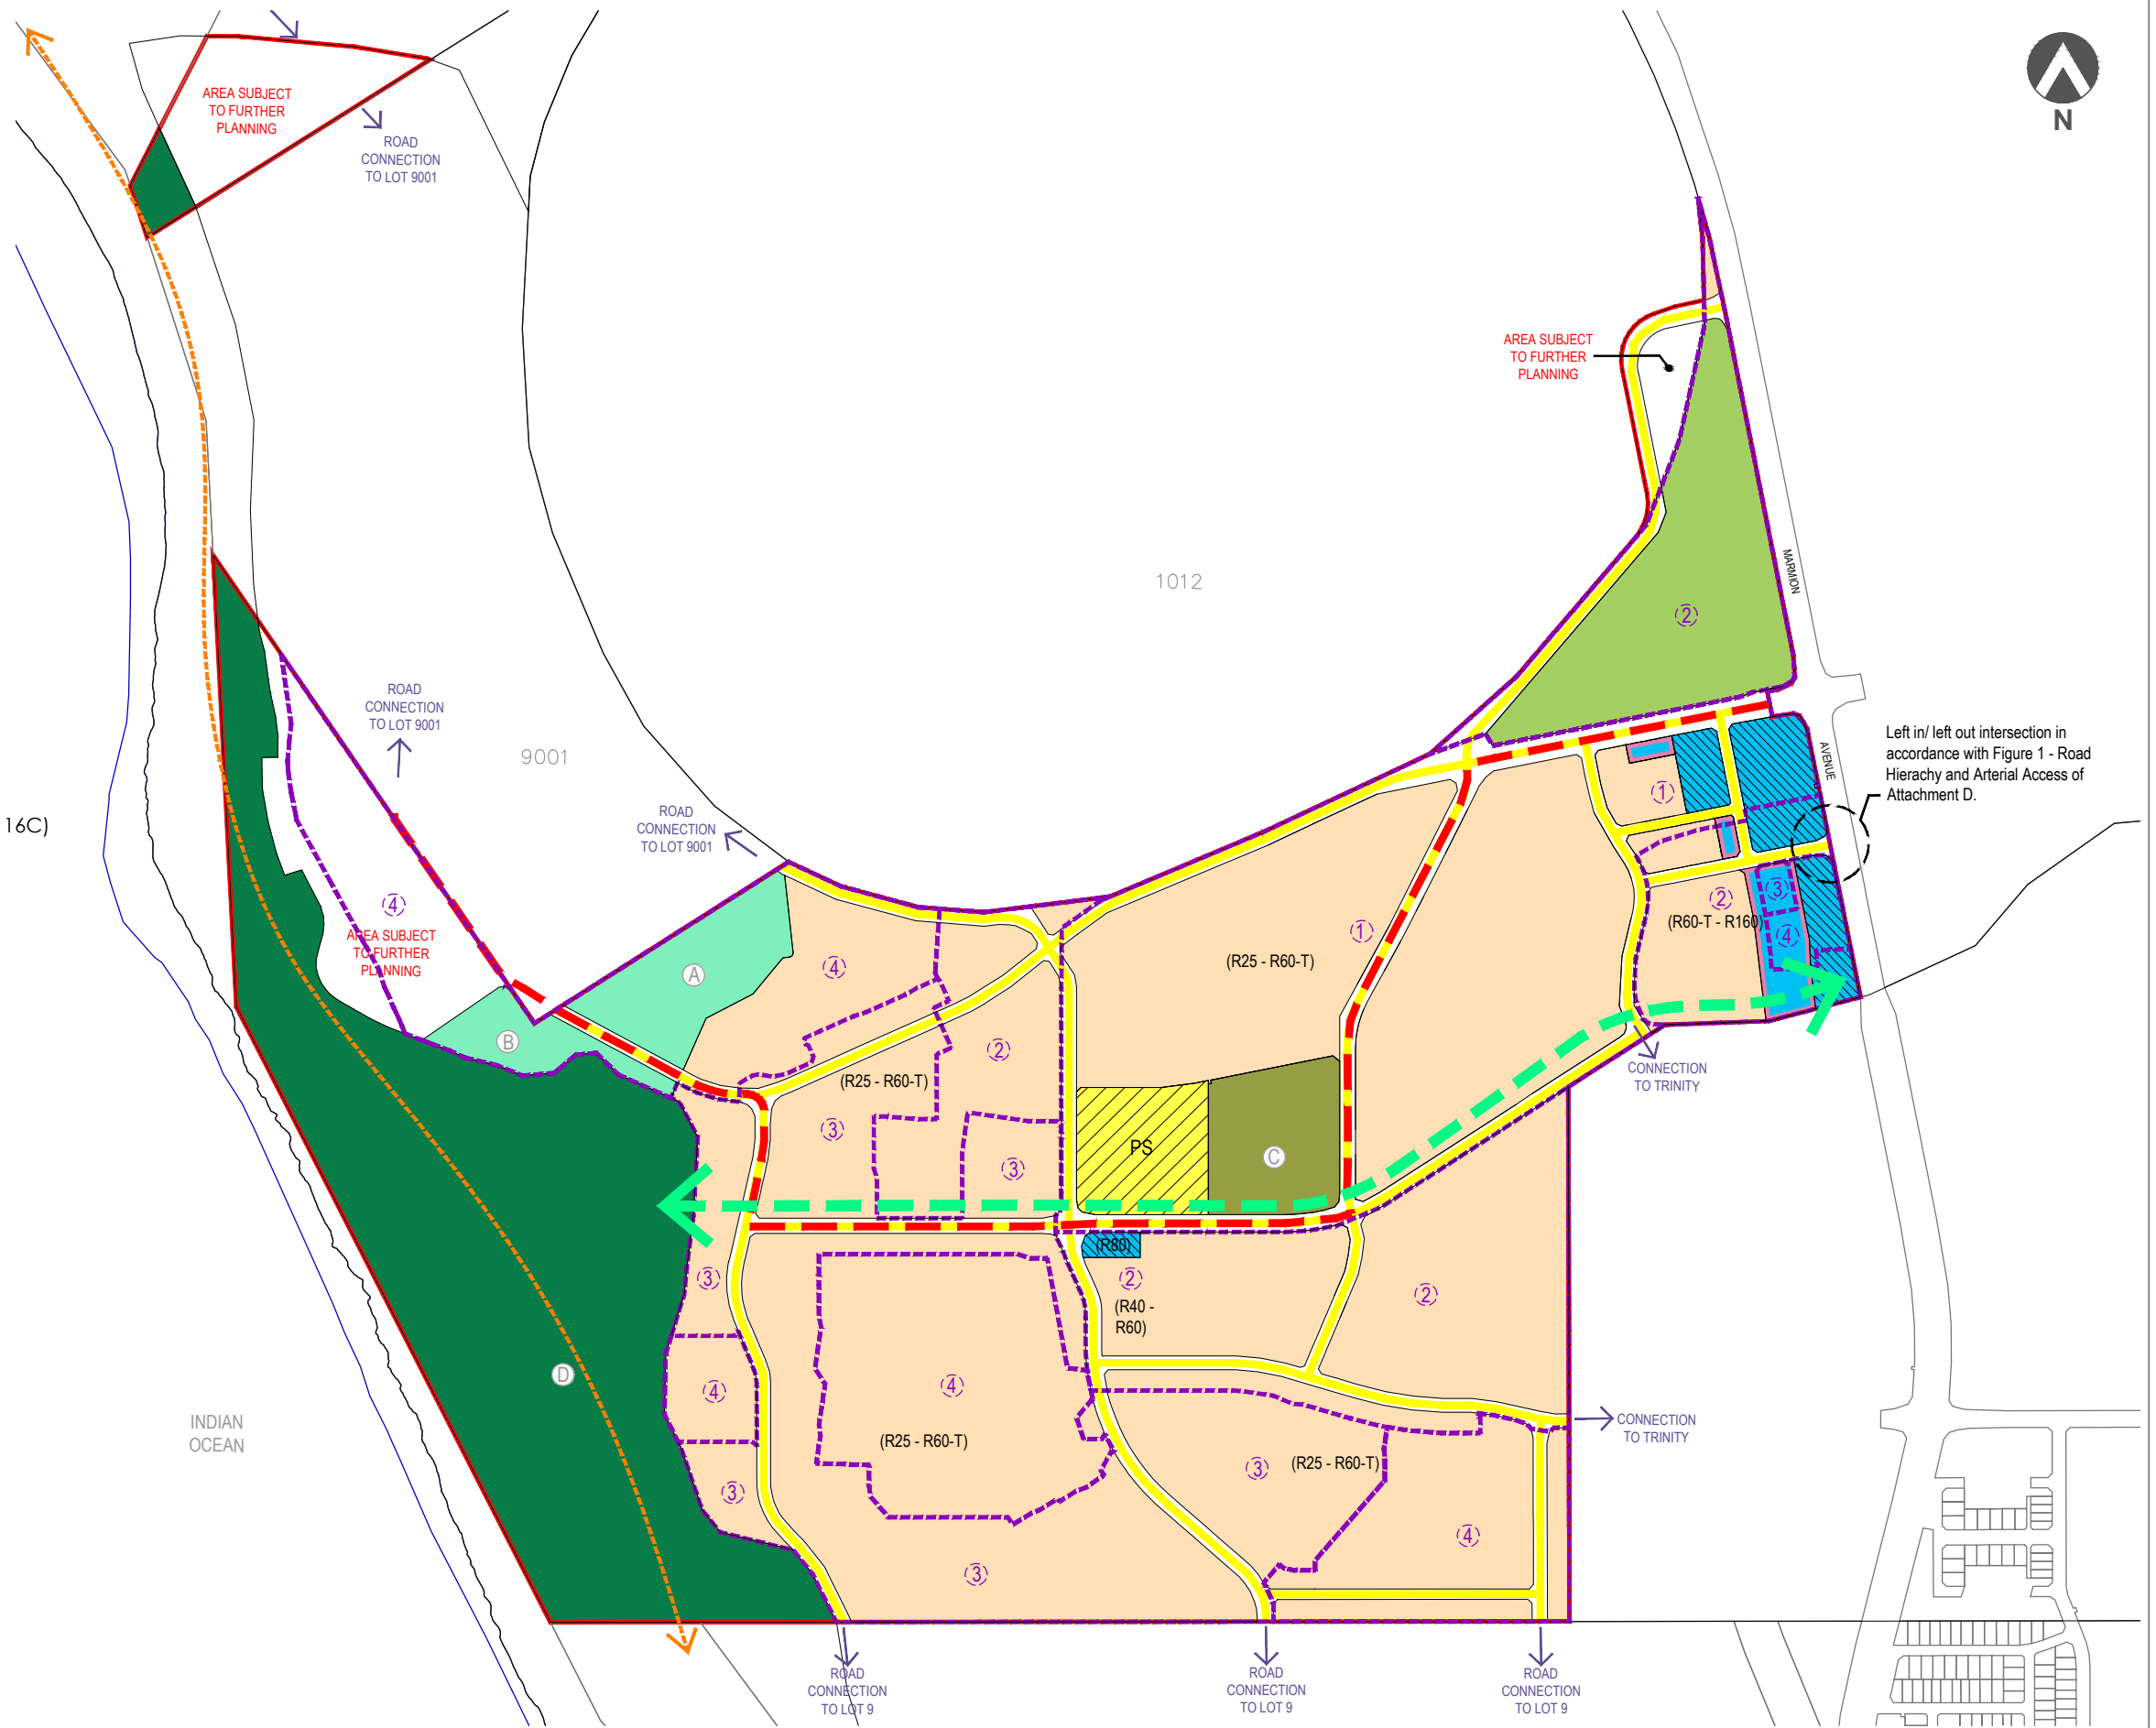 AREA SUBJECT
TO FURTHER
PLANNING
ROAD
CONNECTION
TO LOT 9001
N
AREA SUBJECT
TO FURTHER
PLANNING
MARMION
1012
2
ROAD
CONNECTION
TO LOT 9001
9001
AVENUE
Left in/ left out intersection in
accordance with Figure 1 - Road
Hierachy and Arterial Access of
Attachment D.
16C)
ROAD
CONNECTION
TO LOT 9001
1
4
AREA SUBJECT
TO FURTHER
PLANNING
3
2
(R60-T - R160)
4
1
(R25 - R60-T)
A
4
B
2
(R25 - R60-T)
CONNECTION
TO TRINITY
3
PS
C
3
(R80)
3
2
(R40 -
R60)
2
D
4
4
(R25 - R60-T)
INDIAN
OCEAN
CONNECTION
TO TRINITY
3
(R25 - R60-T)
3
4
3
ROAD
CONNECTION
TO LOT 9
ROAD
CONNECTION
TO LOT 9
ROAD
CONNECTION
TO LOT 9